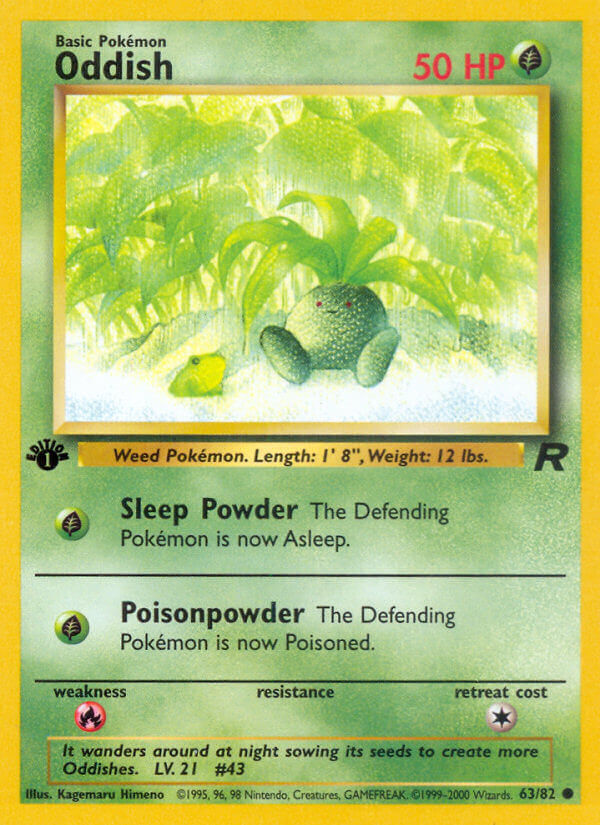 Basic Pokémon
Oddish
50 HP
EDITION
1
Weed Pokémon. Length: 1' 8", Weight: 12 lbs.
R
Sleep Powder The Defending
Pokémon is now Asleep.
Poisonpowder The Defending
Pokémon is now Poisoned.
weakness resistance retreat cost
It wanders around at night sowing its seeds to create more
Oddishes. LV. 21 #43
Illus. Kagemaru Himeno ©1995, 96, 98 Nintendo, Creatures, GAMEFREAK. ©1999-2000 Wizards. 63/82